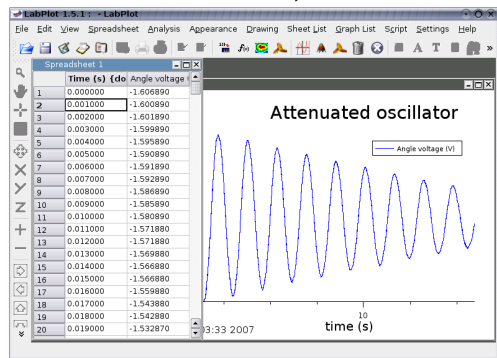 LabPlot 1.5.1 : - LabPlot
File Edit View Spreadsheet Analysis Appearance Drawing Sheet List Graph List Script Settings Help
Spreadsheet 1
Time (s) {do Angle voltage (
1 0.000000 -1.606890
2 0.001000 -1.600890
3 0.002000 -1.601890
4 0.003000 -1.599890
5 0.004000 -1.595890
6 0.005000 -1.590890
7 0.006000 -1.591890
8 0.007000 -1.592890
9 0.008000 -1.586890
10 0.009000 -1.585890
11 0.010000 -1.580890
12 0.011000 -1.571880
13 0.012000 -1.571880
14 0.013000 -1.569880
15 0.014000 -1.566880
16 0.015000 -1.566880
17 0.016000 -1.559880
18 0.017000 -1.543880
19 0.018000 -1.542880
20 0.019000 -1.532870
Attenuated oscillator
Angle voltage (V)
10
03:33 2007
time (s)